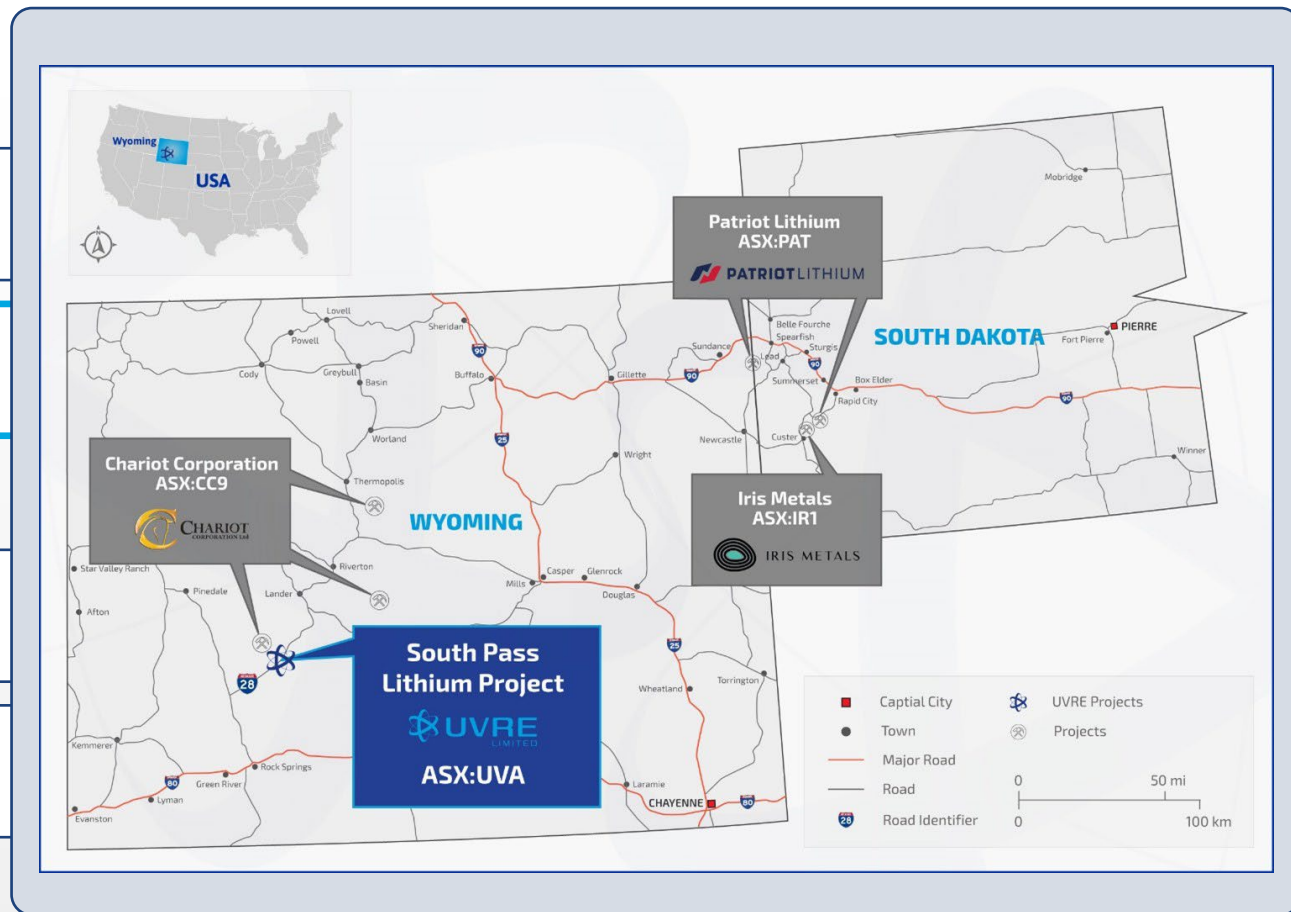 Wyoming
USA
Patriot Lithium
ASX:PAT
PATRIOTLITHIUM
Mobridge
SOUTH DAKOTA
PIERRE
Fort Pierre
Belle Fourche
Spearfish
Sturgis
Lead
Sundance
90
90
90
Summerset
Box Elder
Rapid City
90
Custer
Newcastle
Winner
Iris Metals
ASX:IR1
IRIS METALS
Lovell
Powell
Sheridan
90
Cody
Greybull
Basin
Buffalo
Gillette
Worland
25
Wright
Chariot Corporation
ASX:CC9
CHARIOT
CORPORATION Ltd
Thermopolis
WYOMING
Star Valley Ranch
Pinedale
Riverton
Lander
Mills
Casper
Glenrock
Douglas
Afton
28
25
South Pass
Lithium Project
UVRE
LIMITED
ASX:UVA
Wheatland
Torrington
Kemmerer
80
Green River
Rock Springs
Lyman
Evanston
Laramie
CHAYENNE
80
Captial City
Town
Major Road
Road
28
Road Identifier
UVRE Projects
Projects
0 50 mi
0 100 km